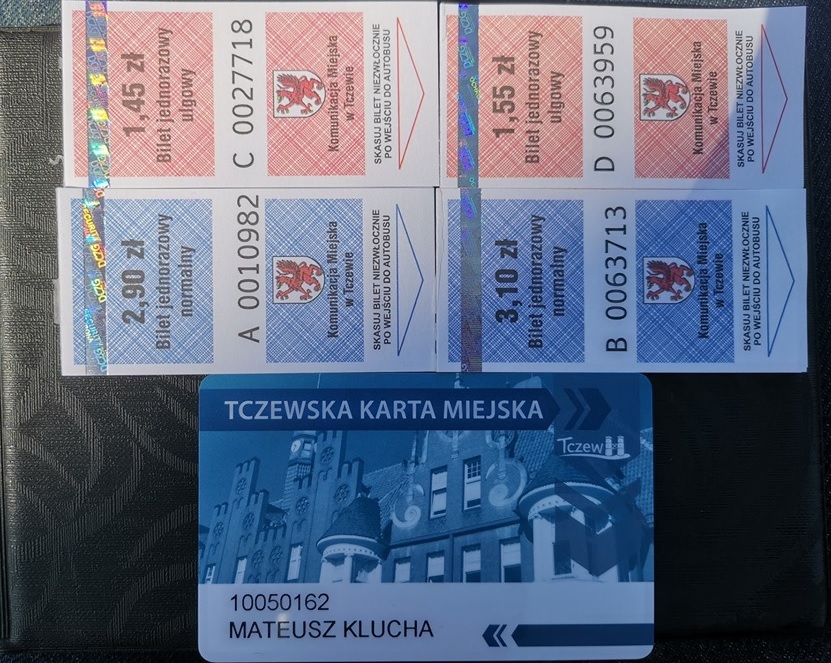 1,45 zł
Bilet jednorazowy
ulgowy
C 0027718
Komunikacja Miejska
w Tczewie
SKASUJ BILET NIEZWŁOCZNIE
PO WEJŚCIU DO AUTOBUSU
1,55 zł
Bilet jednorazowy
ulgowy
D 0063959
Komunikacja Miejska
w Tczewie
SKASUJ BILET NIEZWŁOCZNIE
PO WEJŚCIU DO AUTOBUSU
2,90 zł
Bilet jednorazowy
normalny
A 0010982
Komunikacja Miejska
w Tczewie
SKASUJ BILET NIEZWŁOCZNIE
PO WEJŚCIU DO AUTOBUSU
3,10 zł
Bilet jednorazowy
normalny
B 0063713
Komunikacja Miejska
w Tczewie
SKASUJ BILET NIEZWŁOCZNIE
PO WEJŚCIU DO AUTOBUSU
TCZEWSKA KARTA MIEJSKA
Tczew
10050162
MATEUSZ KLUCHA